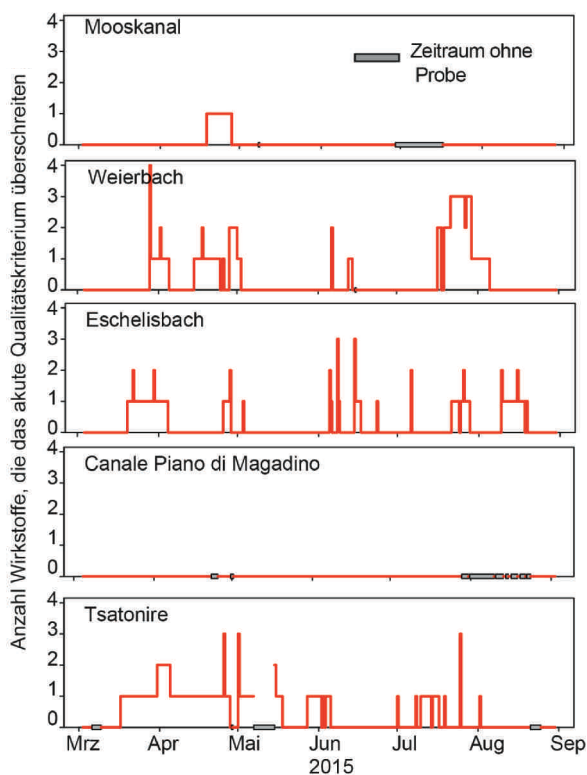 Anzahl Wirkstoffe, die das akute Qualitätskriterium überschreiten
4
3
2
1
0
Mooskanal
Zeitraum ohne
Probe
4
3
2
1
0
Weierbach
4
3
2
1
0
Eschelisbach
4
3
2
1
0
Canale Piano di Magadino
4
3
2
1
0
Tsatonire
Mrz Apr Mai Jun Jul Aug Sep
2015